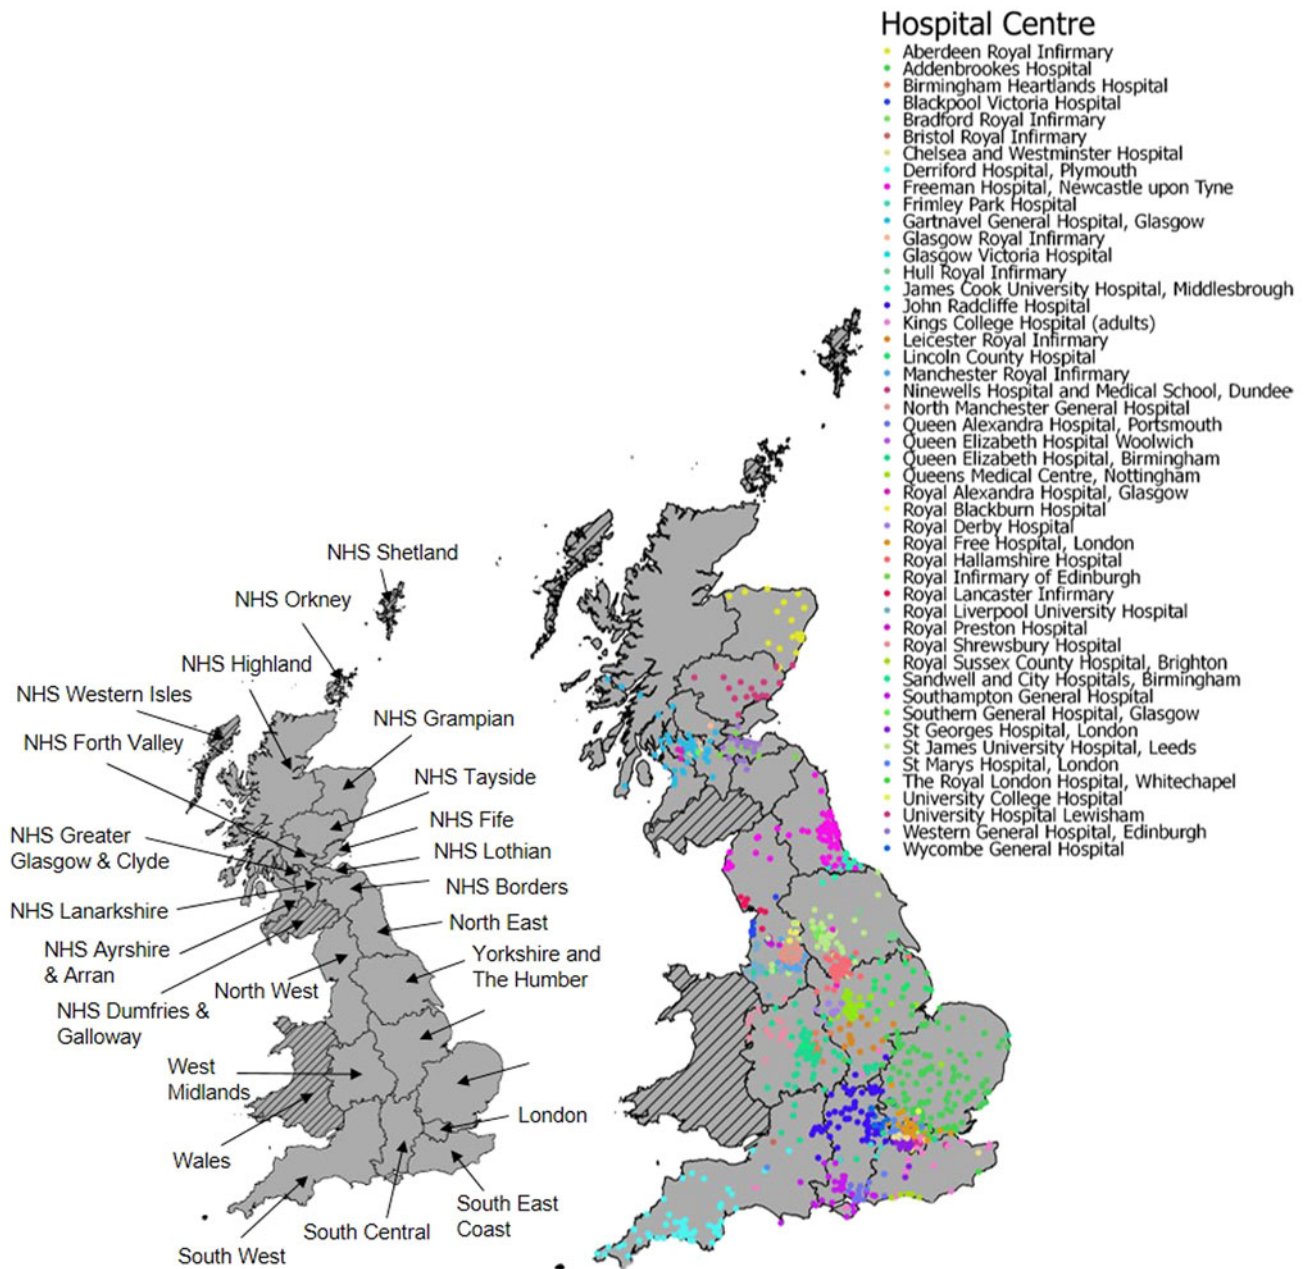 Hospital Centre
Aberdeen Royal Infirmary
Addenbrookes Hospital
Birmingham Heartlands Hospital
Blackpool Victoria Hospital
Bradford Royal Infirmary
Bristol Royal Infirmary
Chelsea and Westminster Hospital
Derriford Hospital, Plymouth
Freeman Hospital, Newcastle upon Tyne
Frimley Park Hospital
Gartnavel General Hospital, Glasgow
Glasgow Royal Infirmary
Glasgow Victoria Hospital
Hull Royal Infirmary
James Cook University Hospital, Middlesbrough
John Radcliffe Hospital
Kings College Hospital (adults)
Leicester Royal Infirmary
Lincoln County Hospital
Manchester Royal Infirmary
Ninewells Hospital and Medical School, Dundee
North Manchester General Hospital
Queen Alexandra Hospital, Portsmouth
Queen Elizabeth Hospital Woolwich
Queen Elizabeth Hospital, Birmingham
Queens Medical Centre, Nottingham
Royal Alexandra Hospital, Glasgow
Royal Blackburn Hospital
Royal Derby Hospital
Royal Free Hospital, London
Royal Hallamshire Hospital
Royal Infirmary of Edinburgh
Royal Lancaster Infirmary
Royal Liverpool University Hospital
Royal Preston Hospital
Royal Shrewsbury Hospital
Royal Sussex County Hospital, Brighton
Sandwell and City Hospitals, Birmingham
Southampton General Hospital
Southern General Hospital, Glasgow
St Georges Hospital, London
St James University Hospital, Leeds
St Marys Hospital, London
The Royal London Hospital, Whitechapel
University College Hospital
University Hospital Lewisham
Western General Hospital, Edinburgh
Wycombe General Hospital
NHS Shetland
NHS Orkney
NHS Highland
NHS Western Isles
NHS Grampian
NHS Forth Valley
NHS Tayside
NHS Fife
NHS Greater
Glasgow & Clyde
NHS Lothian
NHS Borders
NHS Lanarkshire
North East
NHS Ayrshire
& Arran
Yorkshire and
The Humber
North West
NHS Dumfries &
Galloway
West
Midlands
London
Wales
South East
Coast
South Central
South West